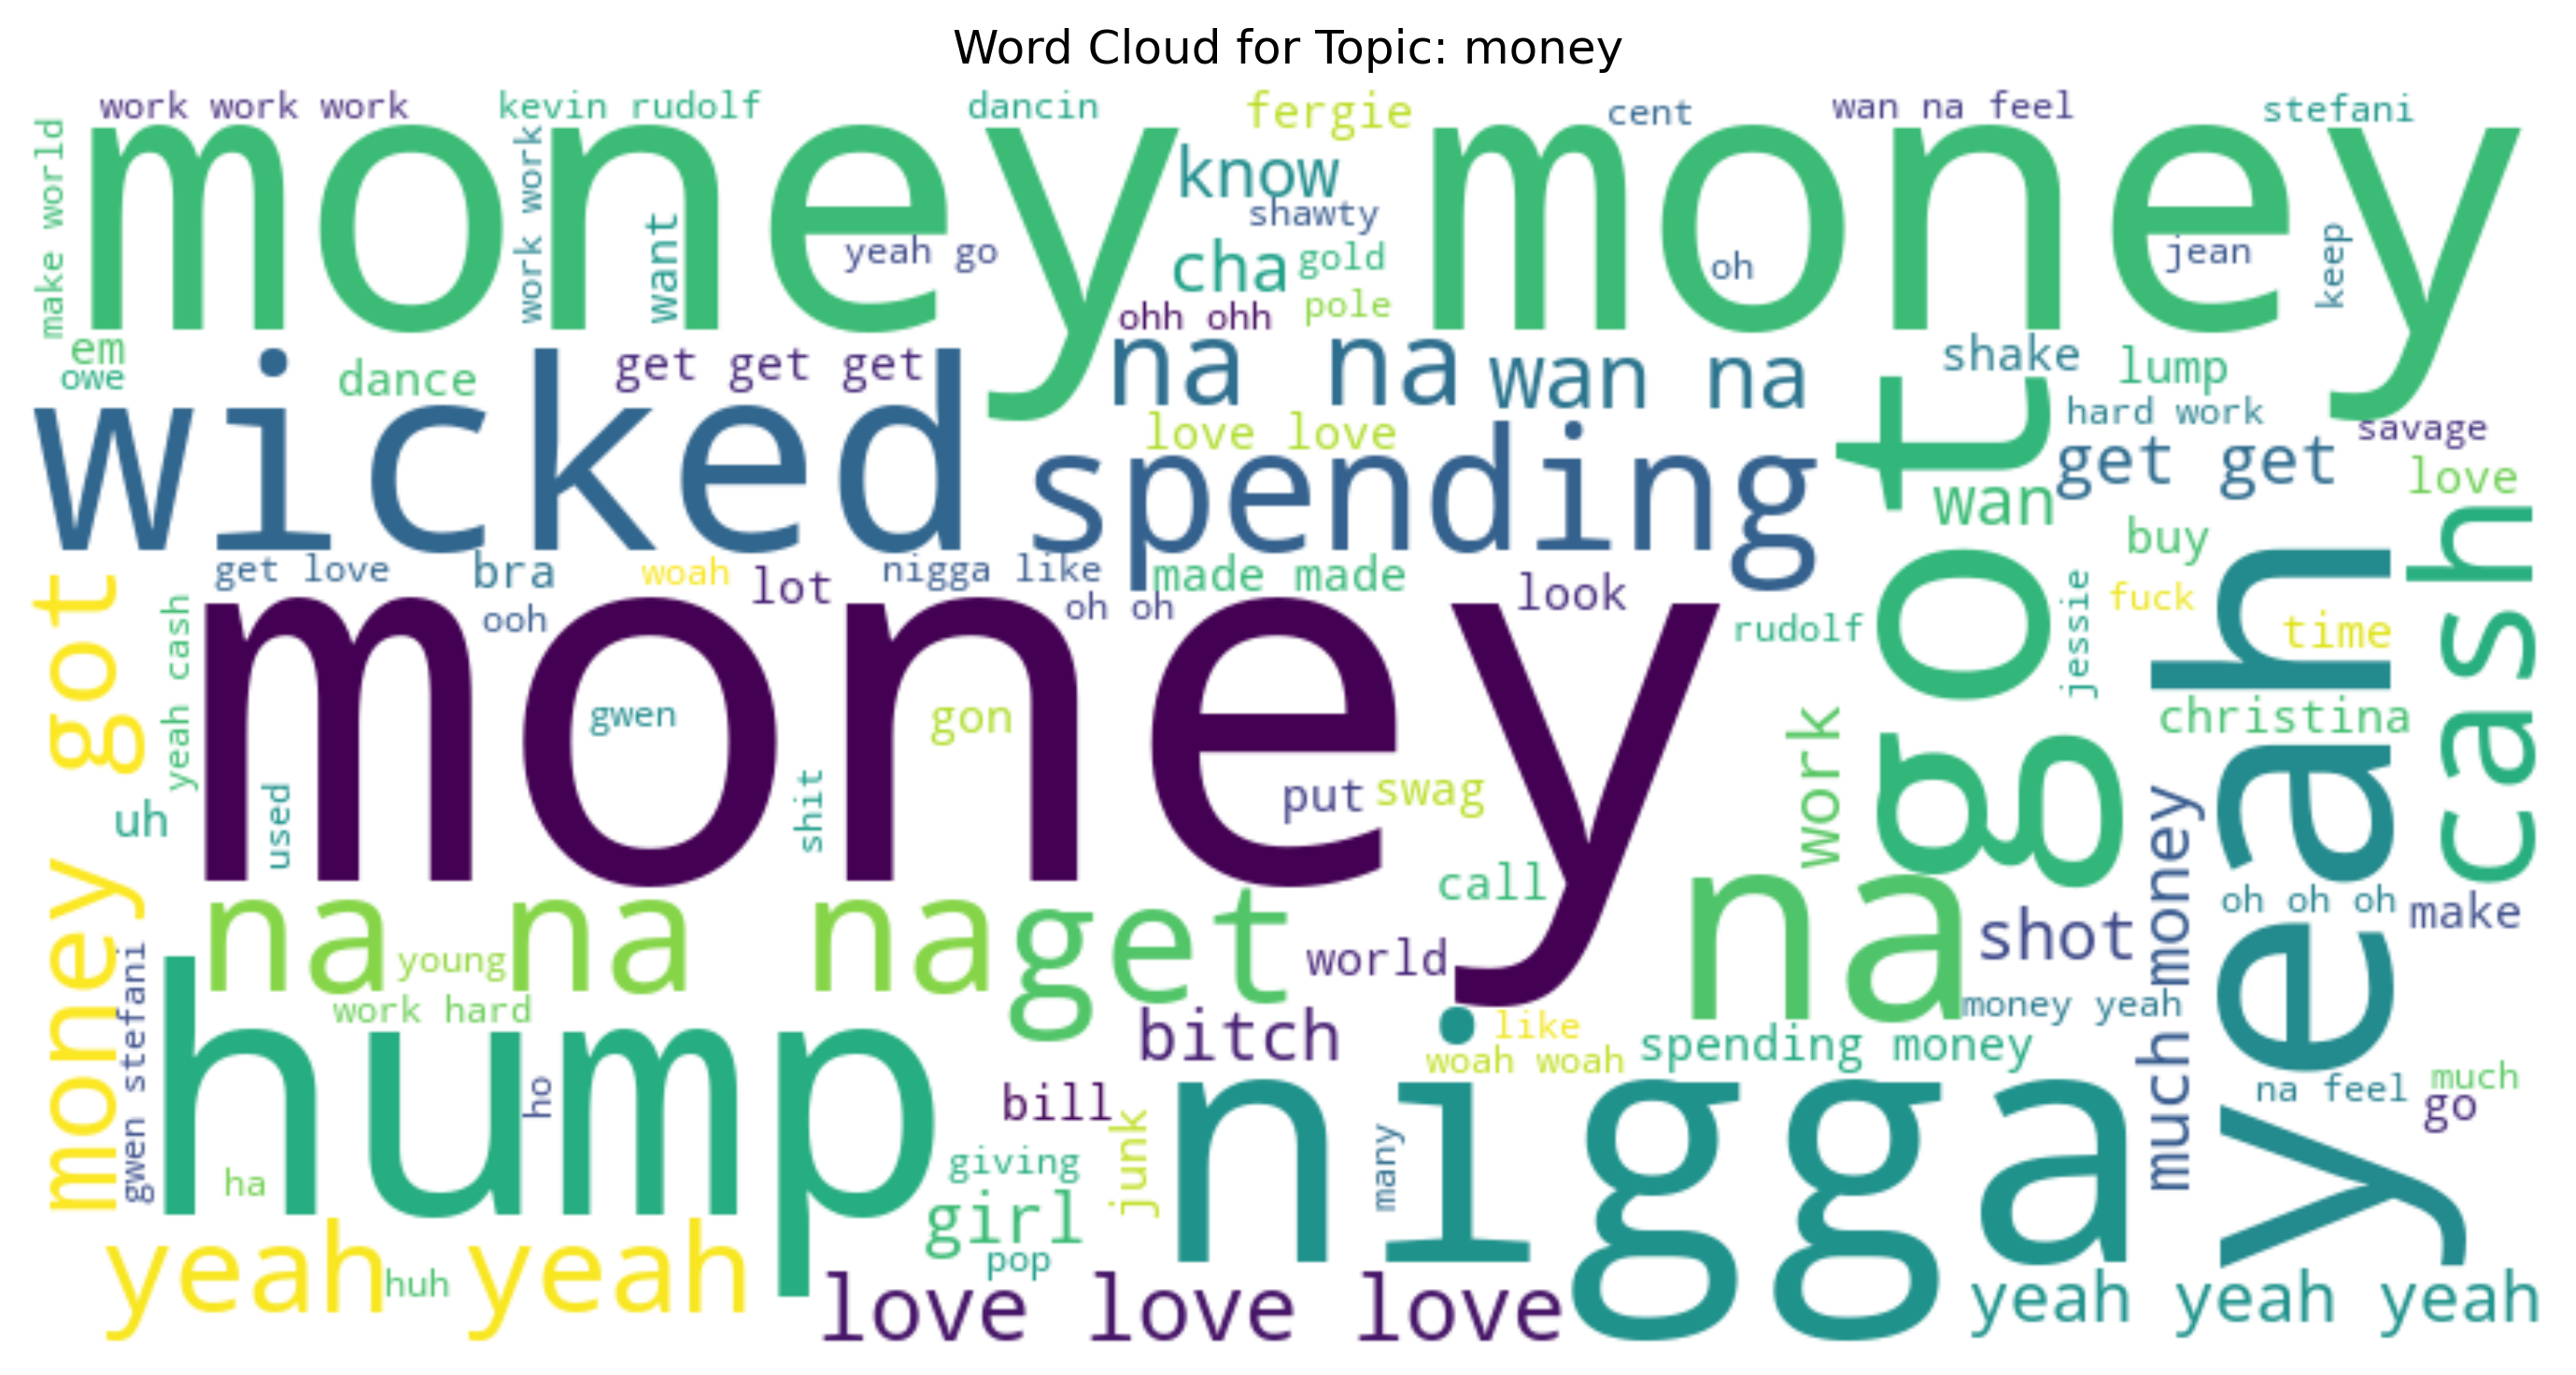 Word Cloud for Topic: money
work work work
kevin rudolf
dancin
fergie
cent
wan na feel
stefani
make world
money money
work work
want
yeah go
know
shawty
cha
gold
pole
ohh ohh
oh
jean
keep
em
owe
dance
get get get
na na
wan na
shake
lump
wicked
love love
spending
got
hard work
get get
savage
love
wan
buy
cash
get love
bra
woah
lot
nigga like
made made
look
oh oh
ooh
rudolf
jessie
fuck
time
yeah
money got
yeah cash
money
gwen
gon
christina
used
shit
put
swag
work
uh
much money
call
na na na
get
na
young
world
shot
oh oh oh
make
work hard
gwen stefani
hump
bitch
like
woah woah
spending money
money yeah
ho
bill
junk
nigga
many
na feel
much
go
ha
giving
girl
pop
yeah yeah
huh
love love love
yeah yeah yeah